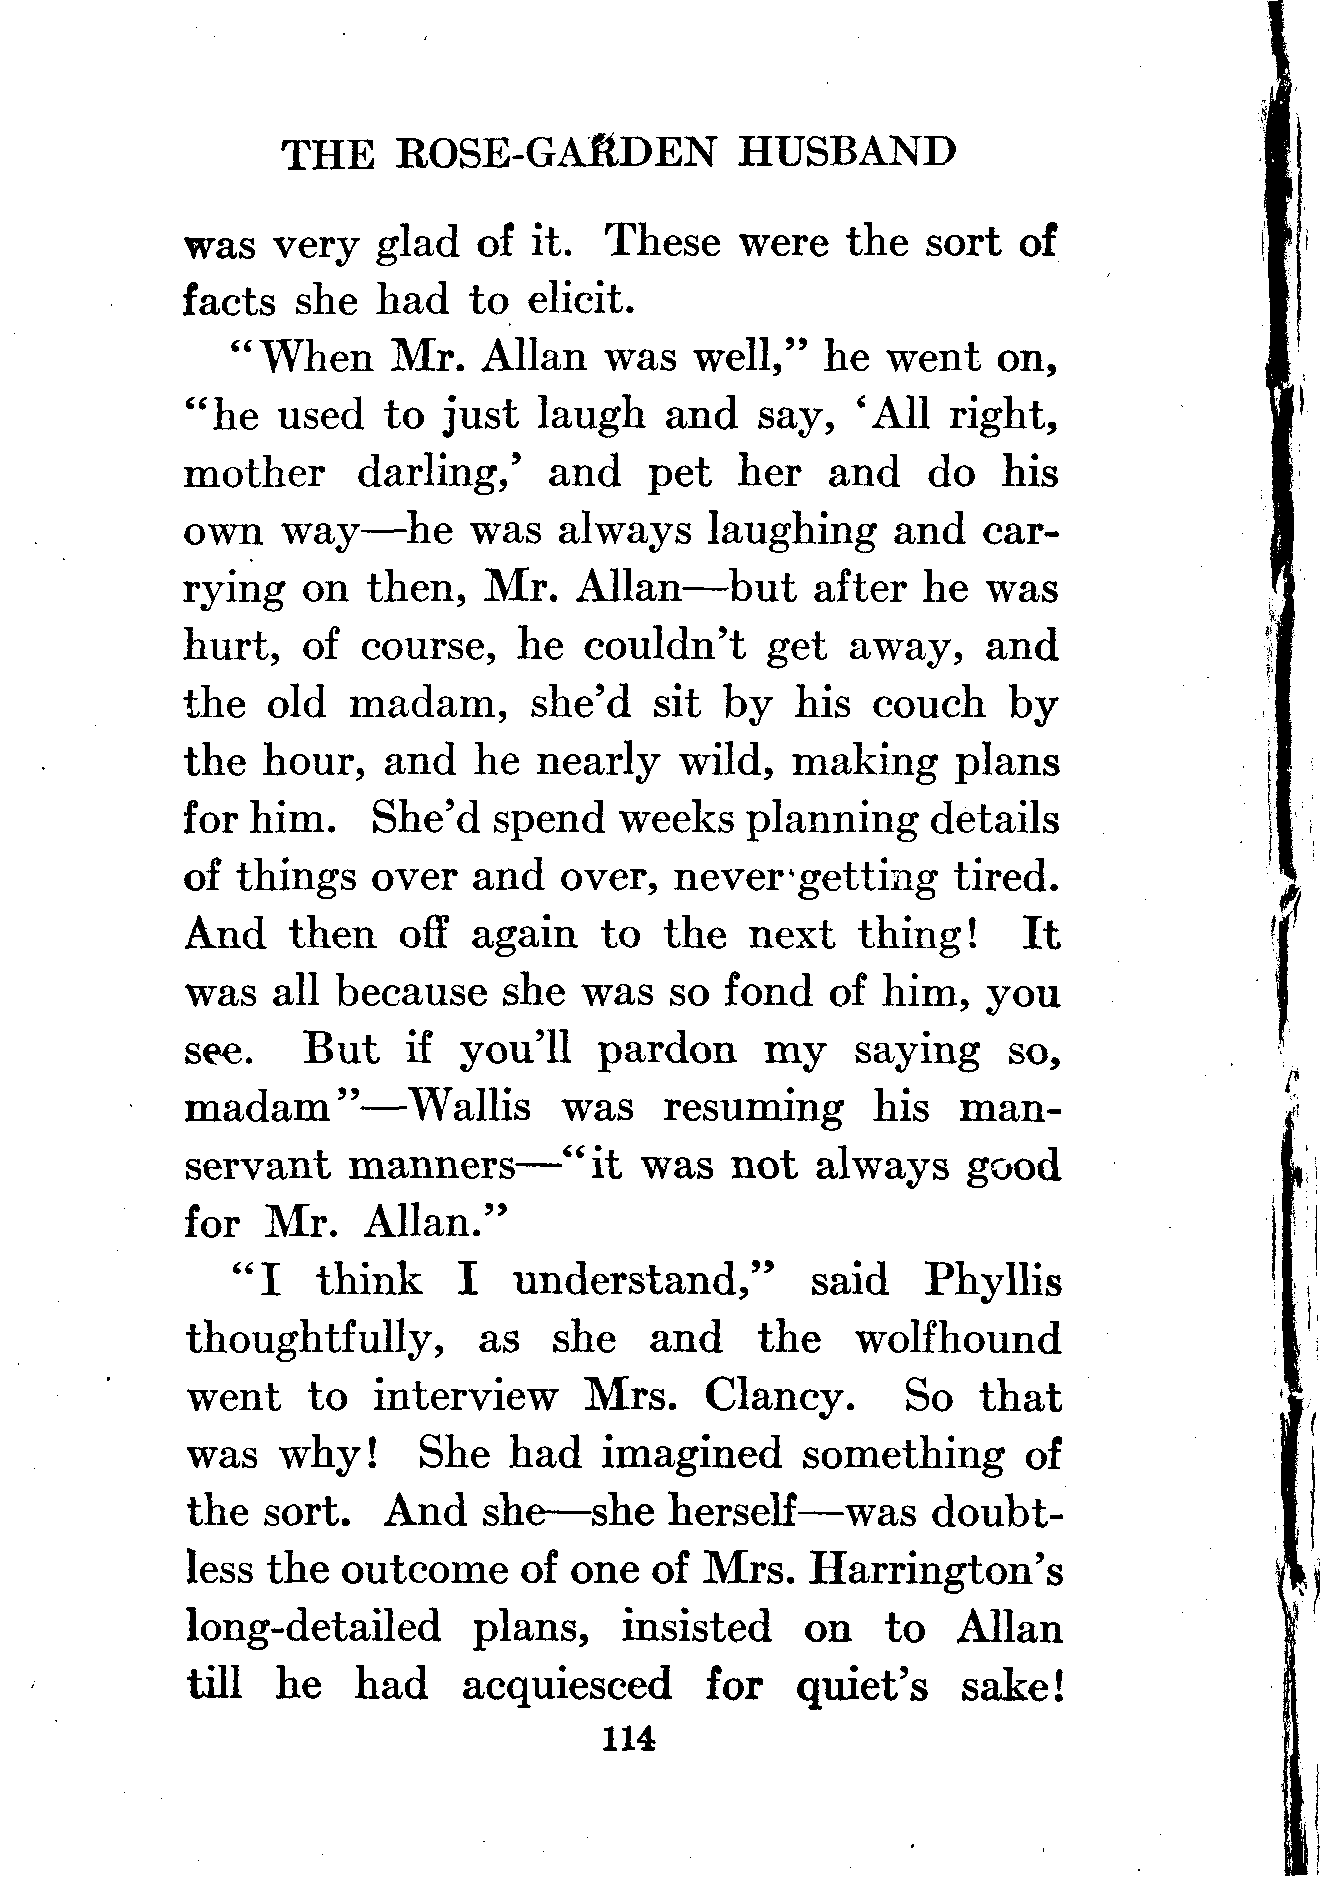 THE ROSE-GARDEN HUSBAND
was very glad of it. These were the sort of
facts she had to elicit.
“When Mr. Allan was well,” he went on,
“he used to just laugh and say, ‘All right,
mother darling,’ and pet her and do his
own way—he was always laughing and car-
rying on then, Mr. Allan—but after he was
hurt, of course, he couldn’t get away, and
the old madam, she’d sit by his couch by
the hour, and he nearly wild, making plans
for him. She’d spend weeks planning details
of things over and over, never getting tired.
And then off again to the next thing! It
was all because she was so fond of him, you
see. But if you’ll pardon my saying so,
madam”—Wallis was resuming his man-
servant manners—“it was not always good
for Mr. Allan.”
“I think I understand,” said Phyllis
thoughtfully, as she and the wolfhound
went to interview Mrs. Clancy. So that
was why! She had imagined something of
the sort. And she—she herself—was doubt-
less the outcome of one of Mrs. Harrington’s
long-detailed plans, insisted on to Allan
till he had acquiesced for quiet’s sake!
114